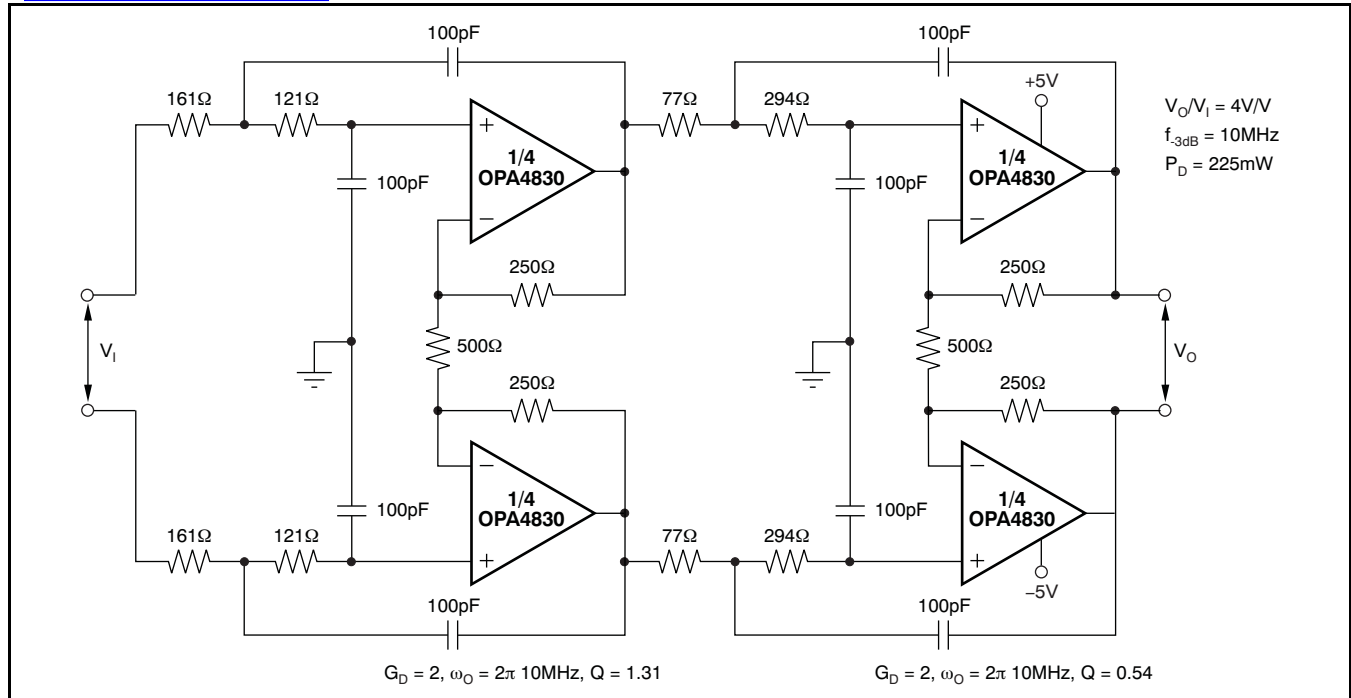 100pF
100pF
161Ω
121Ω
77Ω
294Ω
+5V
V_O/V_I = 4V/V
f_-3dB = 10MHz
P_D = 225mW
+
1/4
OPA4830
−
+
1/4
OPA4830
−
100pF
100pF
250Ω
250Ω
V_I
500Ω
500Ω
V_O
250Ω
250Ω
−
1/4
OPA4830
+
−
1/4
OPA4830
+
100pF
100pF
161Ω
121Ω
77Ω
294Ω
−5V
100pF
100pF
G_D = 2, ω_O = 2π 10MHz, Q = 1.31
G_D = 2, ω_O = 2π 10MHz, Q = 0.54